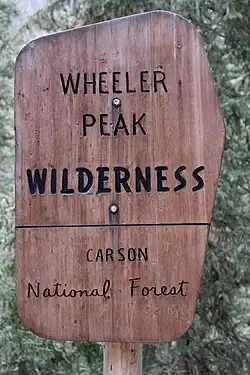 WHEELER
PEAK
WILDERNESS
CARSON
National Forest